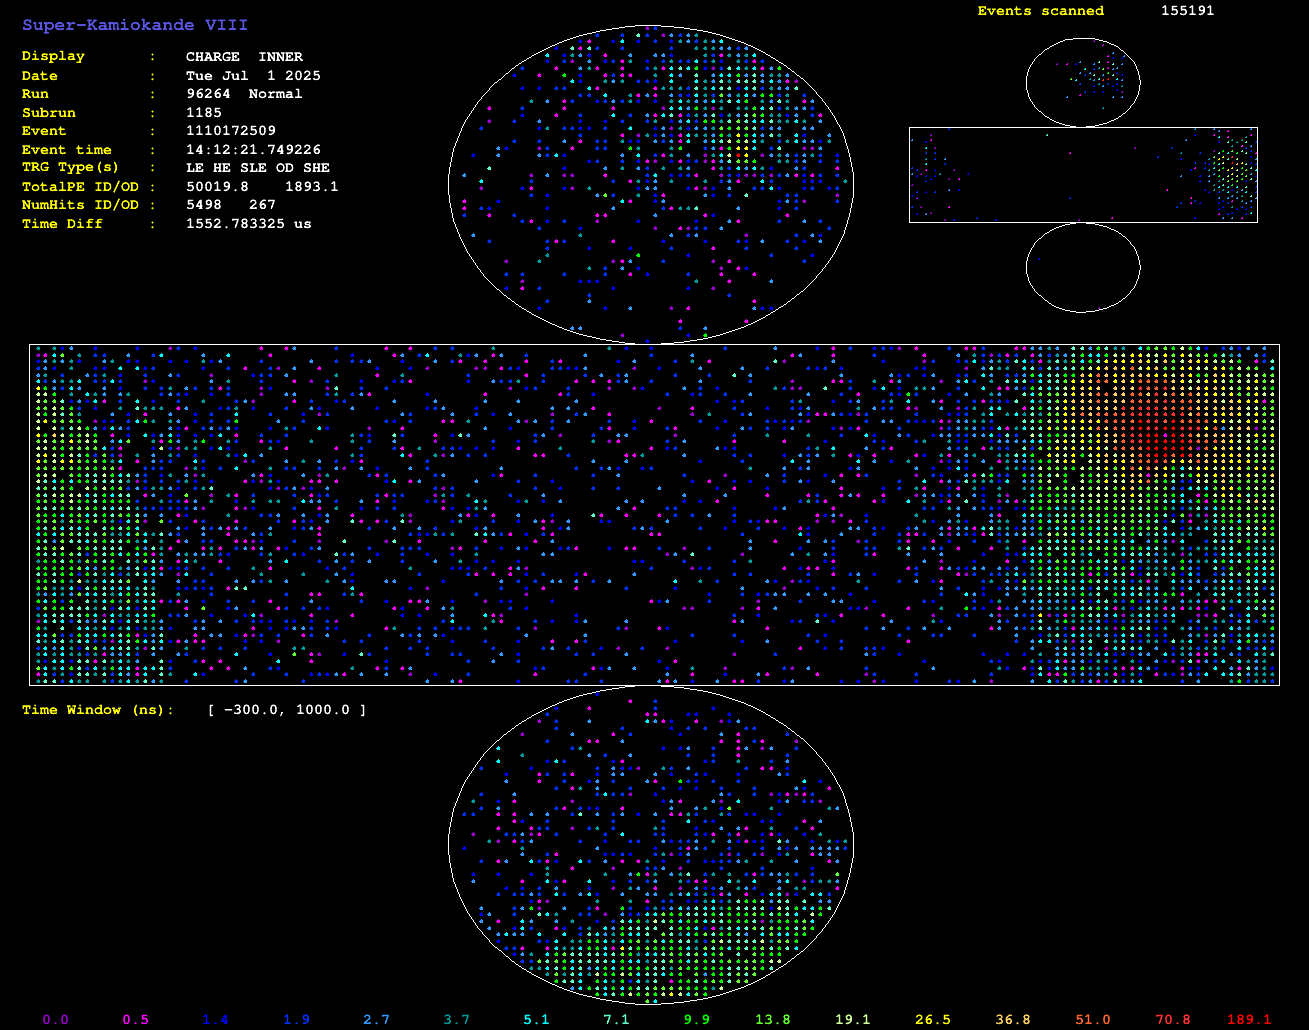 Super-Kamiokande VIII
Events scanned 155191
Display : CHARGE INNER
Date : Tue Jul 1 2025
Run : 96264 Normal
Subrun : 1185
Event : 1110172509
Event time : 14:12:21.749226
TRG Type(s) : LE HE SLE OD SHE
TotalPE ID/OD : 50019.8 1893.1
NumHits ID/OD : 5498 267
Time Diff : 1552.783325 us
Time Window (ns): [ -300.0, 1000.0 ]
0.0 0.5 1.4 1.9 2.7 3.7 5.1 7.1 9.9 13.8 19.1 26.5 36.8 51.0 70.8 189.1